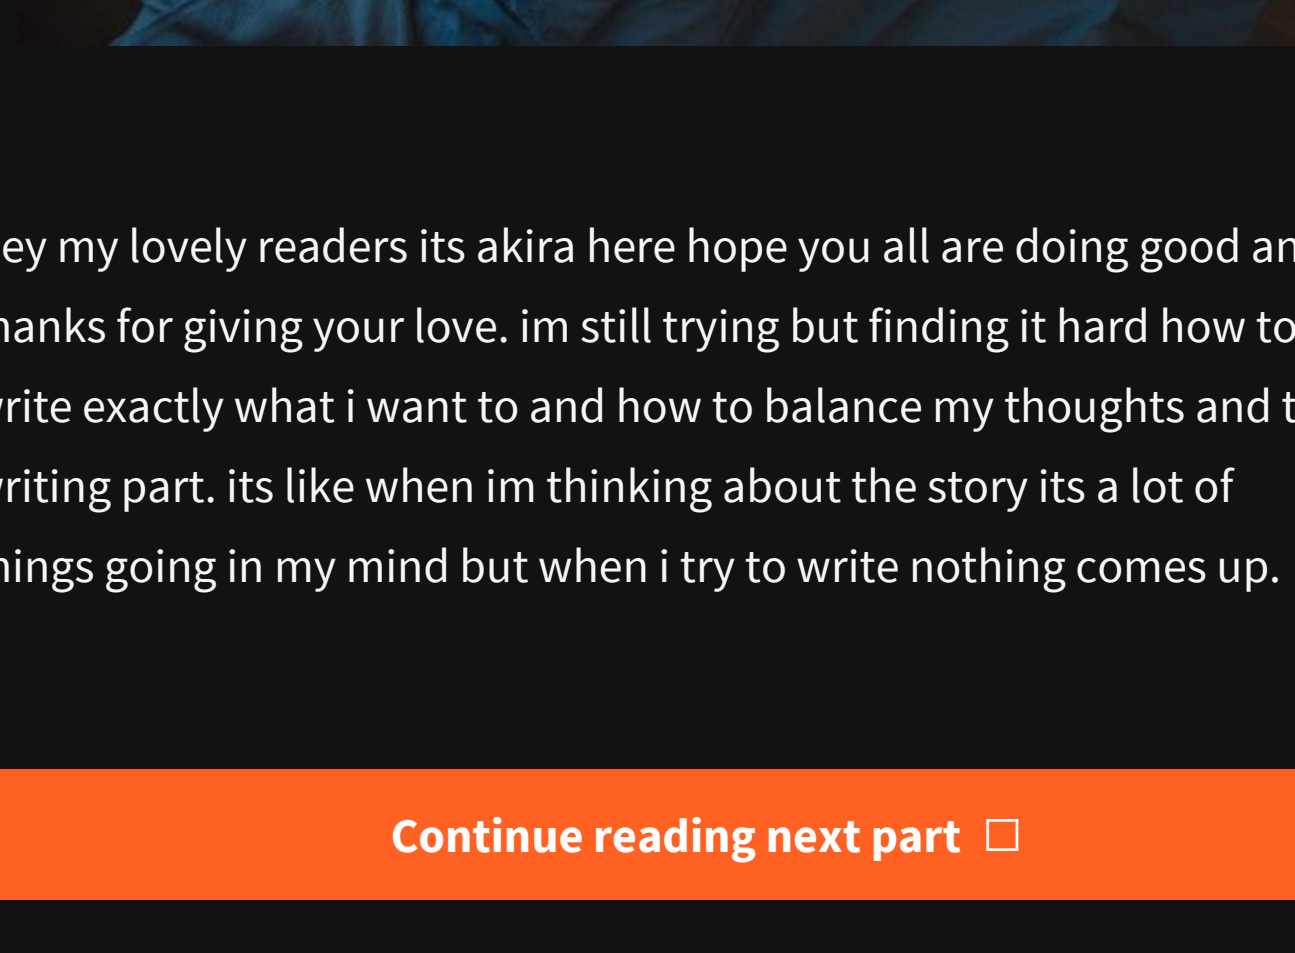 ey my lovely readers its akira here hope you all are doing good an
hanks for giving your love. im still trying but finding it hard how to
rite exactly what i want to and how to balance my thoughts and t
riting part. its like when im thinking about the story its a lot of
hings going in my mind but when i try to write nothing comes up.
Continue reading next part